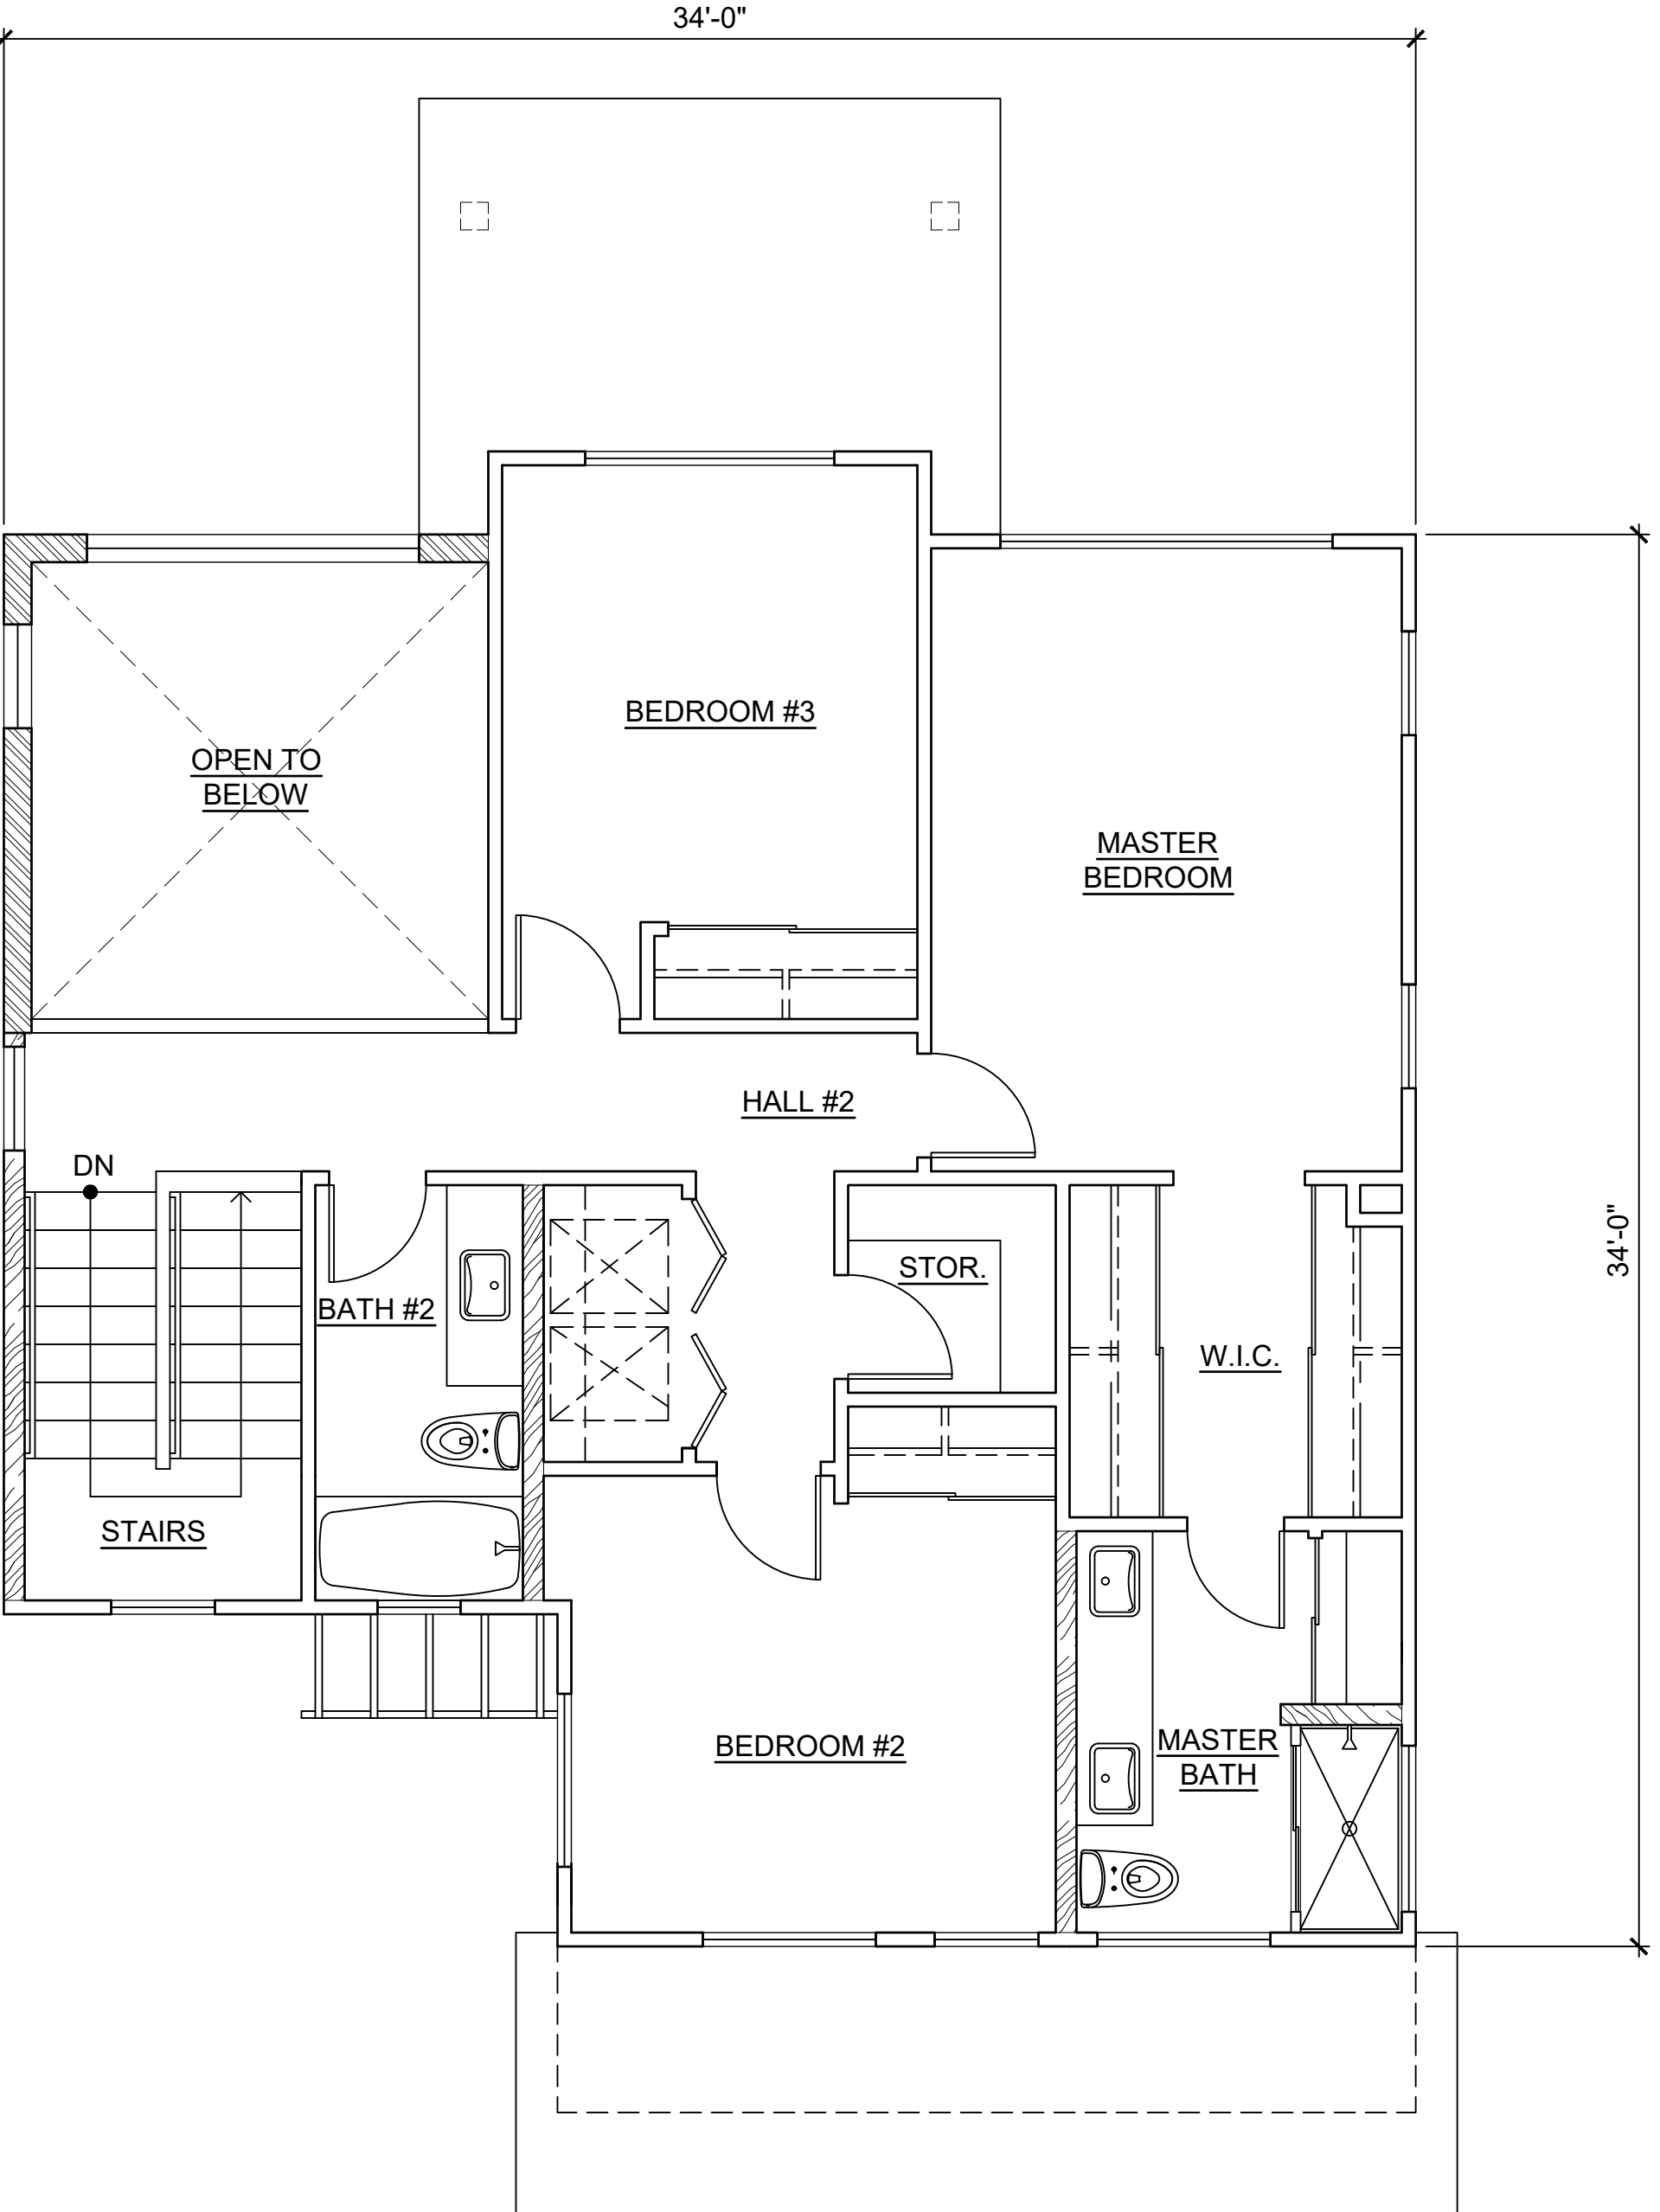 34'-0"
BEDROOM #3
OPEN TO
BELOW
MASTER
BEDROOM
HALL #2
DN
34'-0"
STOR.
BATH #2
W.I.C.
STAIRS
BEDROOM #2
MASTER
BATH